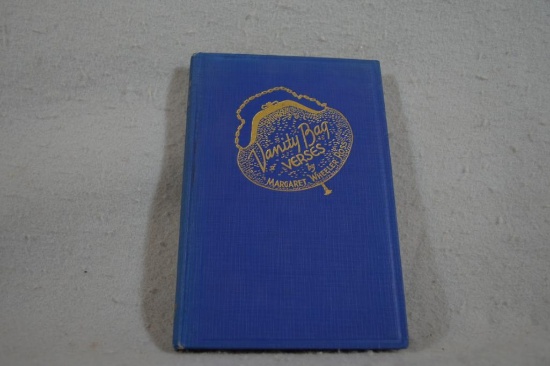 Vanity Bag
VERSES
by
MARGARET WHEELER ROSS